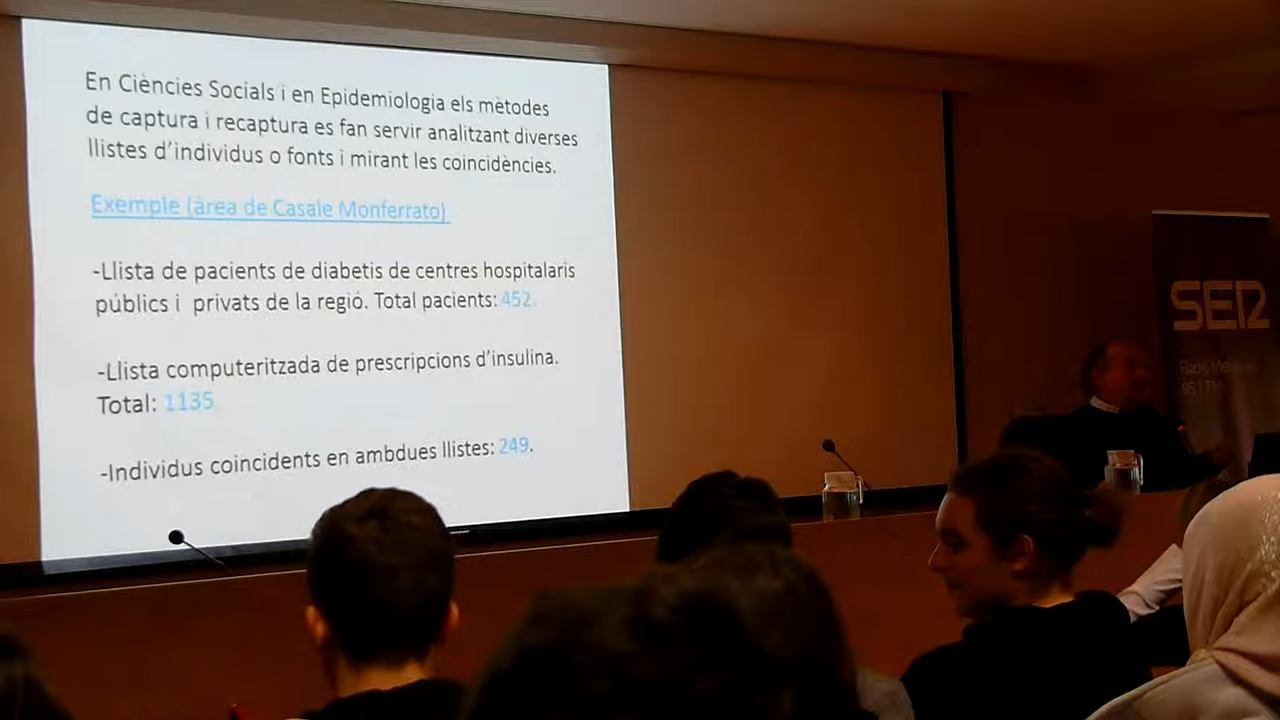 En Ciències Socials i en Epidemiologia els mètodes
de captura i recaptura es fan servir analitzant diverses
llistes d'individus o fonts i mirant les coincidències.
Exemple (àrea de Casale Monferrato)
-Llista de pacients de diabetis de centres hospitalaris
públics i privats de la regió. Total pacients: 452.
-Llista computeritzada de prescripcions d'insulina.
Total: 1135
-Individus coincidents en ambdues llistes: 249.
SER
Radio